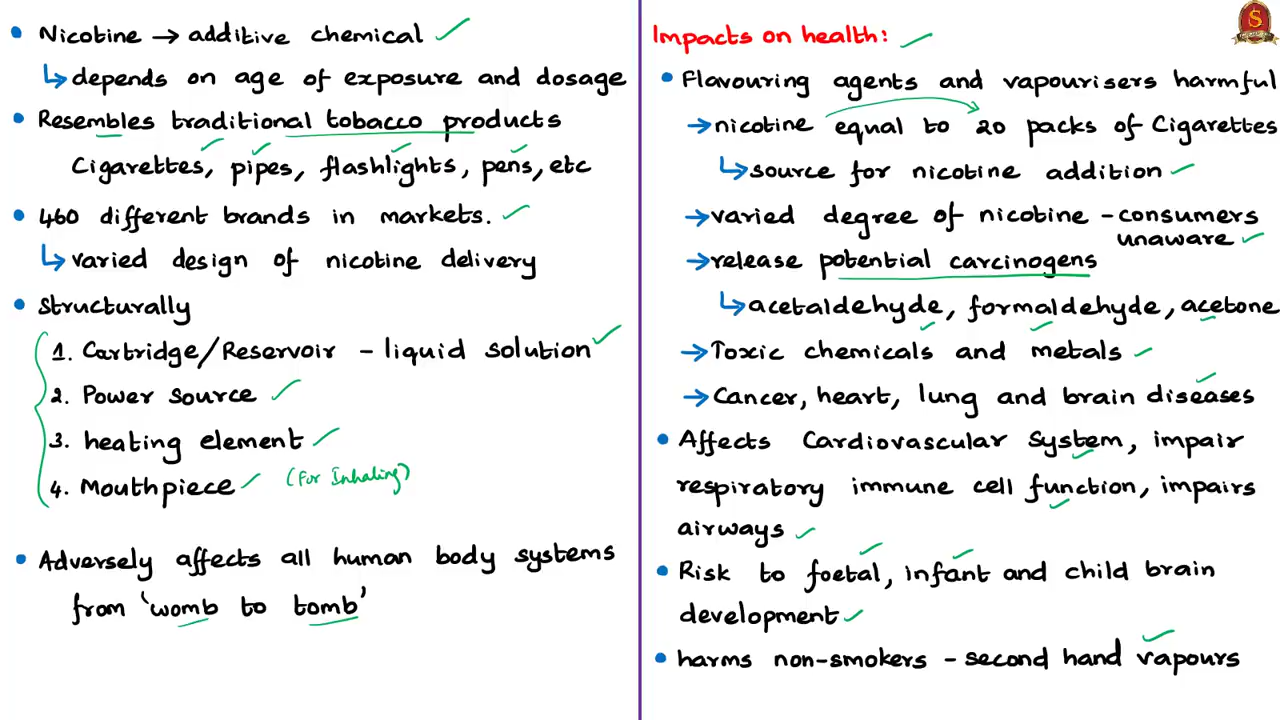 Nicotine → additive chemical
↳ depends on age of exposure and dosage
Resembles traditional tobacco products
Cigarettes, pipes, flashlights, pens, etc
460 different brands in markets.
↳ varied design of nicotine delivery
Structurally
1. Cartridge/Reservoir - liquid solution
2. Power source
3. heating element
4. Mouthpiece (For Inhaling)
Adversely affects all human body systems
from 'womb to tomb'
Impacts on health:
Flavouring agents and vapourisers harmful
→ nicotine equal to 20 packs of Cigarettes
↳ source for nicotine addition
→ varied degree of nicotine - consumers
unaware
→ release potential carcinogens
↳ acetaldehyde, formaldehyde, acetone
→ Toxic chemicals and metals
→ Cancer, heart, lung and brain diseases
Affects Cardiovascular System, impair
respiratory immune cell function, impairs
airways
Risk to foetal, infant and child brain
development
harms non-smokers - second hand vapours